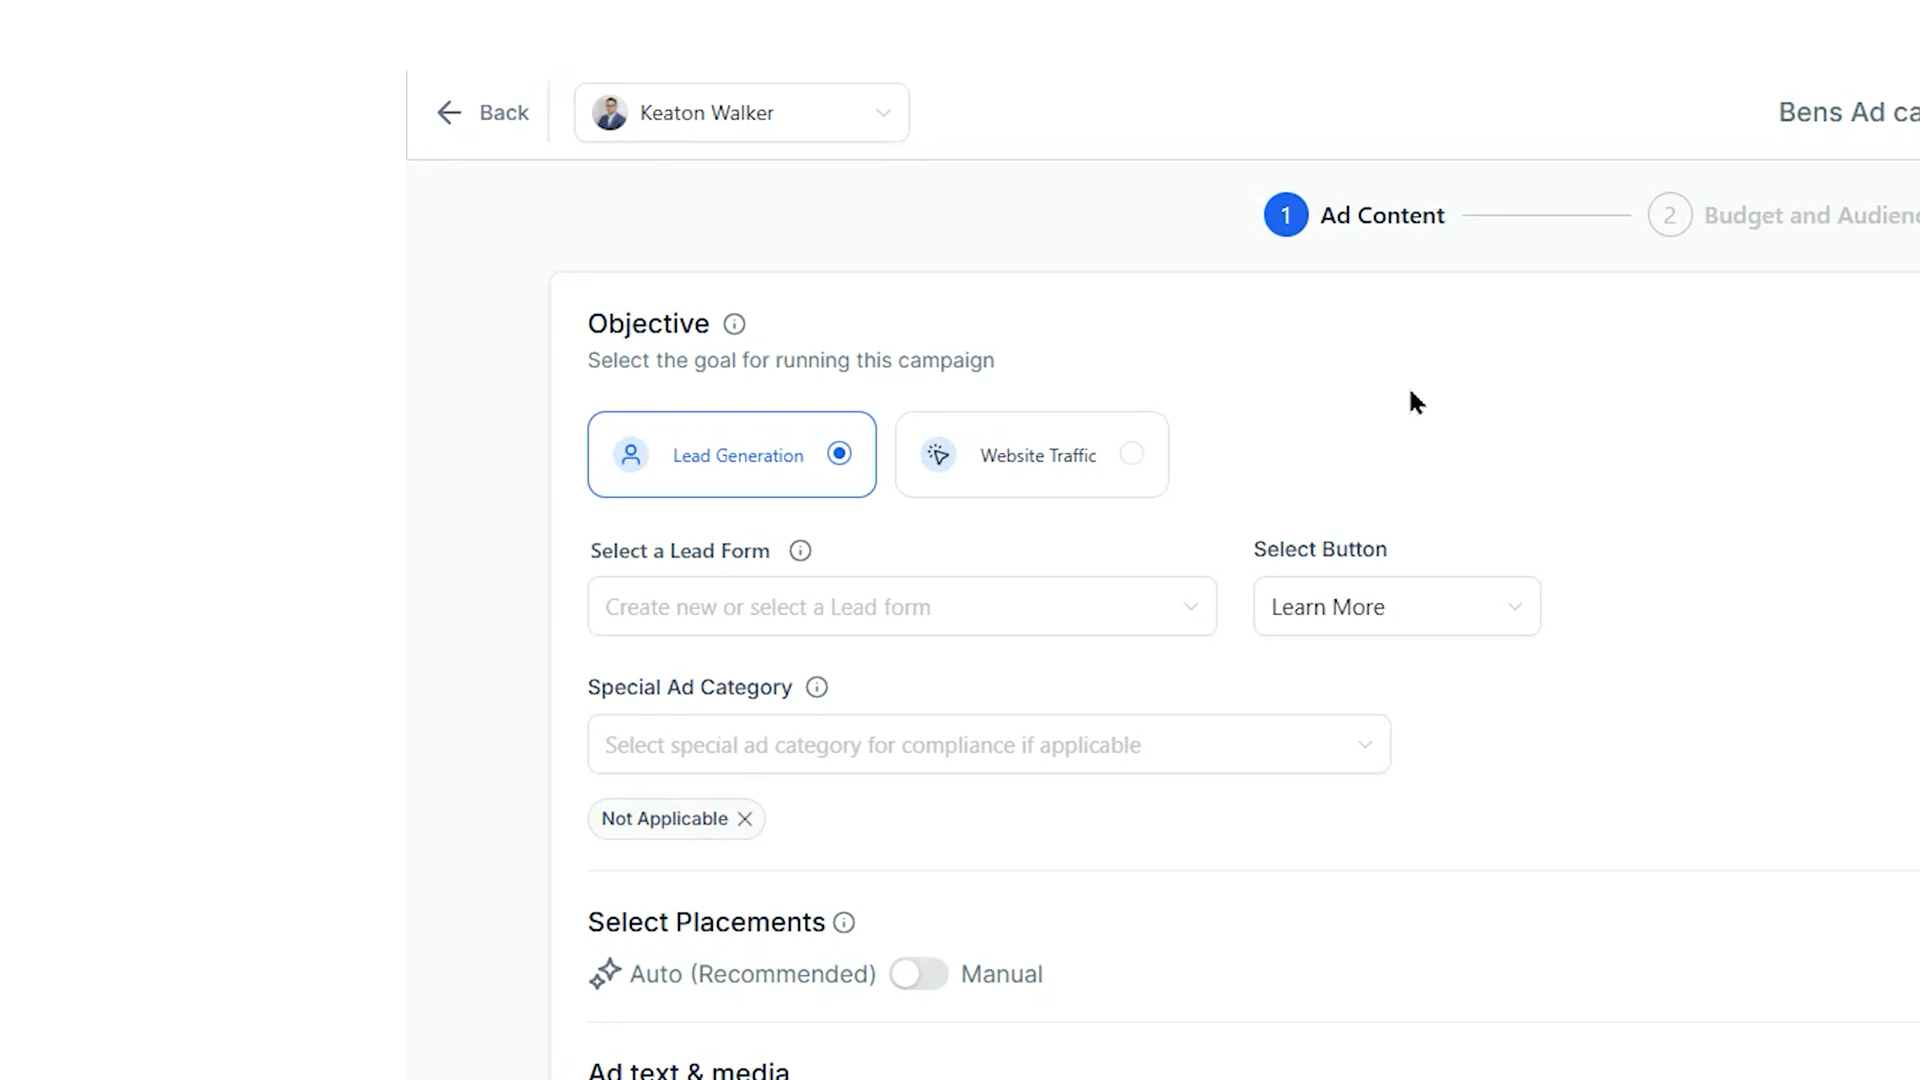 Back
Keaton Walker
Bens Ad ca
1 Ad Content
2 Budget and Audienc
Objective
Select the goal for running this campaign
Lead Generation
Website Traffic
Select a Lead Form
Select Button
Create new or select a Lead form
Learn More
Special Ad Category
Select special ad category for compliance if applicable
Not Applicable
Select Placements
Auto (Recommended)
Manual
Ad text & media